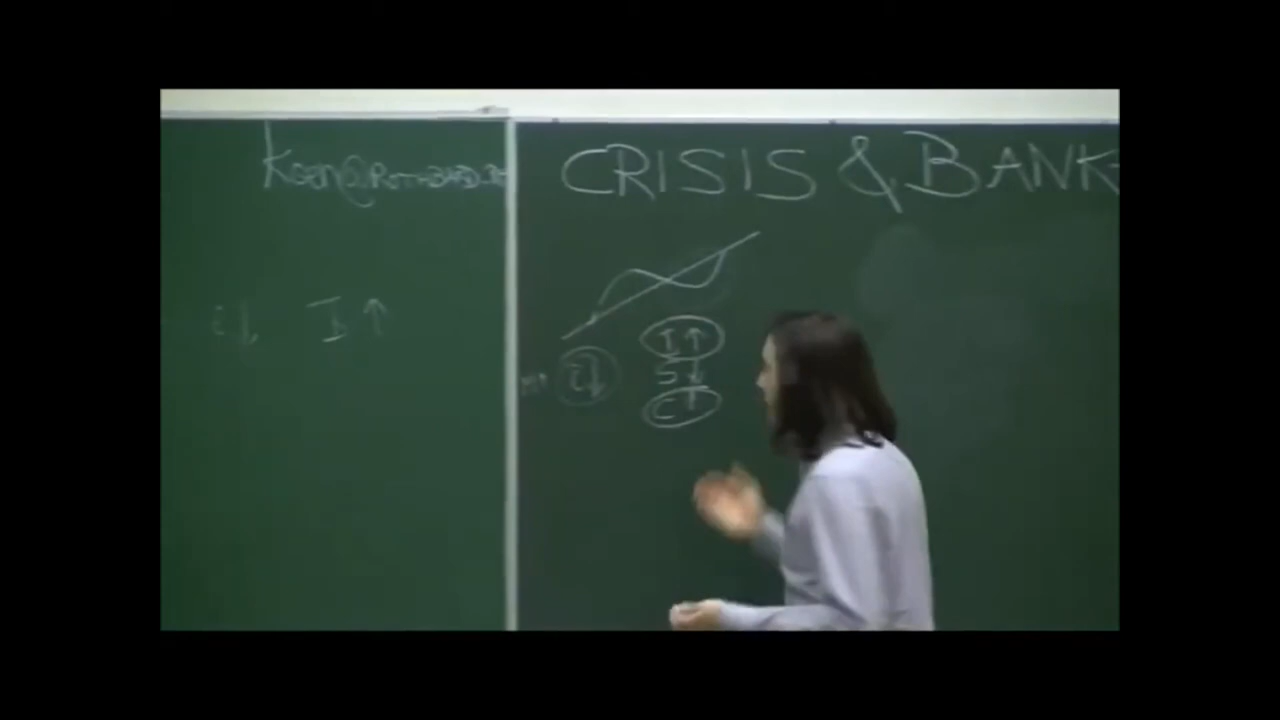 CRISIS & BANK
i↓ I↑
I↑
i↓ S↓
C↑